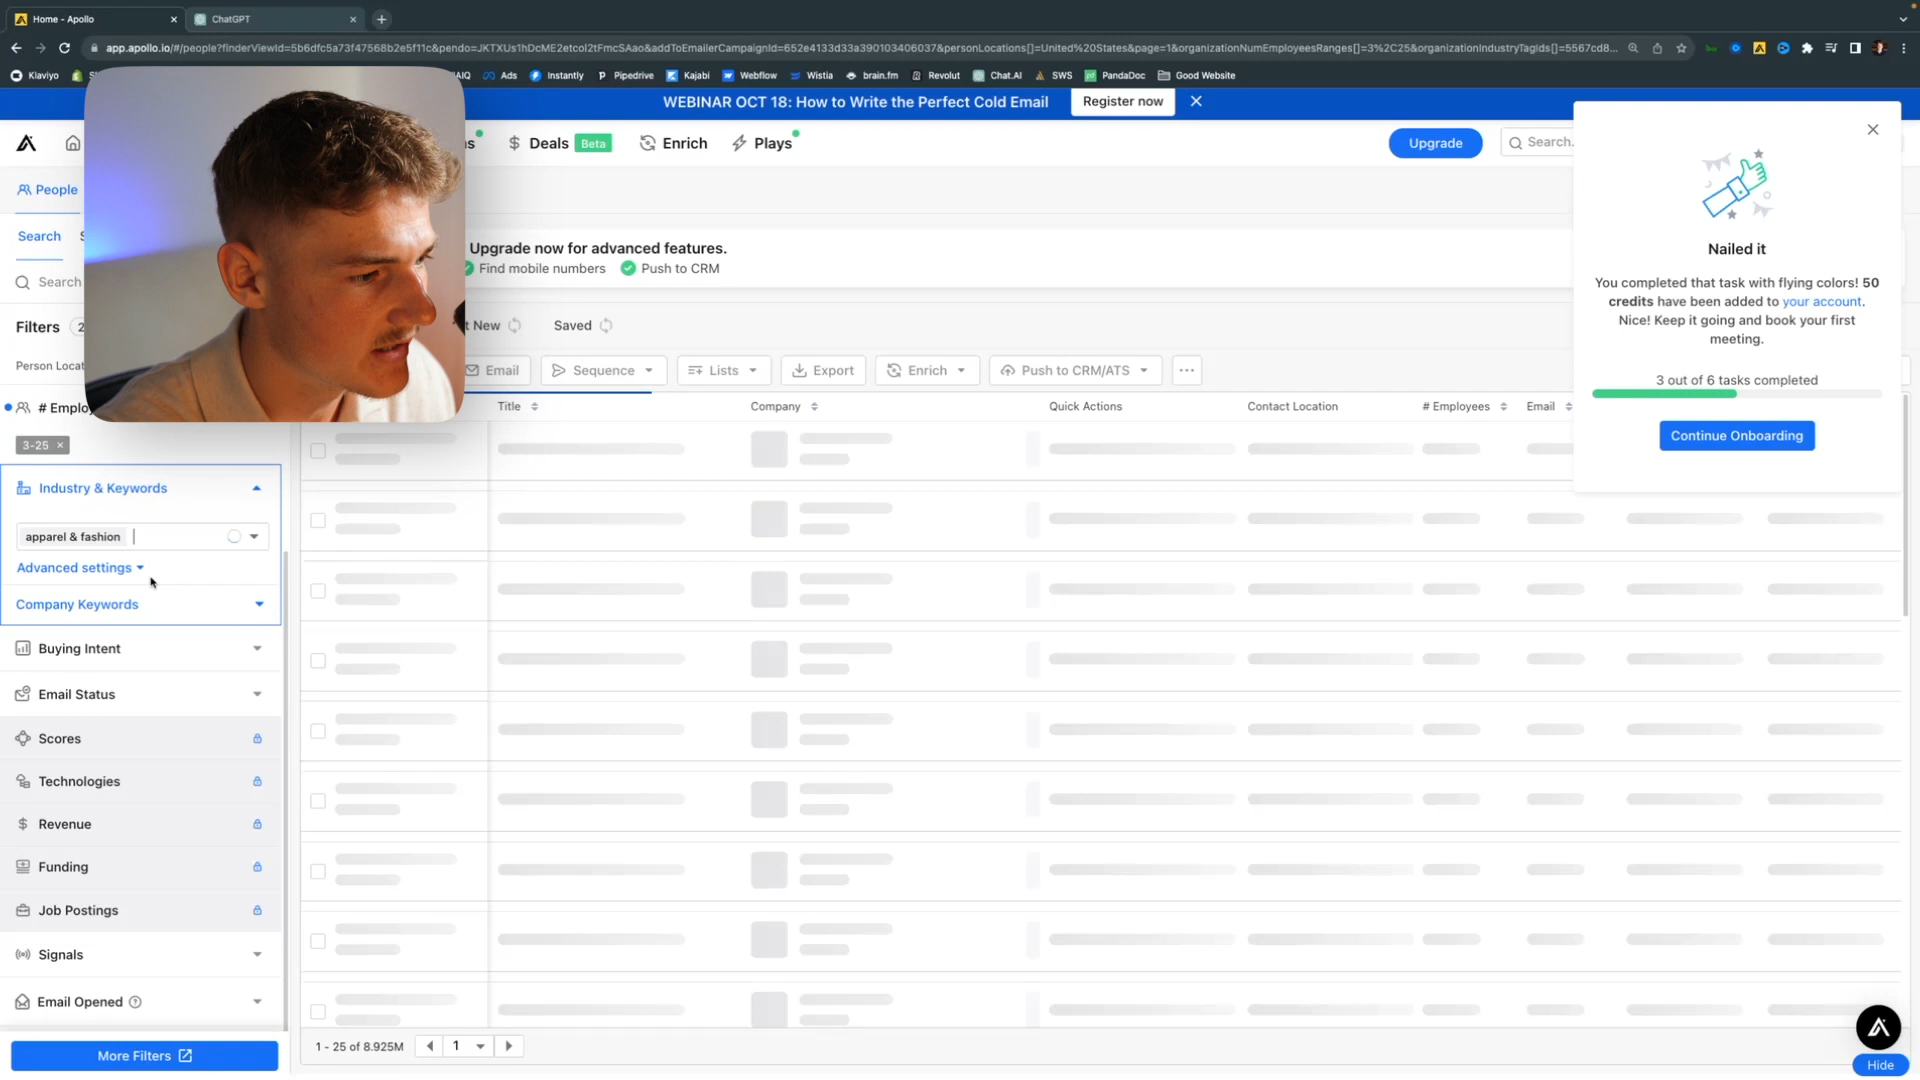 Home - Apollo
ChatGPT
app.apollo.io/#/people?finderViewId=5b6dfc5a73f47568b2e5f11c&pendo=JKTXUs1hDcME2etcol2tFmcSAao&addToEmailerCampaignId=652e4133d33a390103406037&personLocations[]=United%20States&page=1&organizationNumEmployeesRanges[]=3%2C25&organizationIndustryTagIds[]=5567cd8...
Klaviyo
AIQ
Ads
Instantly
Pipedrive
Kajabi
Webflow
Wistia
brain.fm
Revolut
Chat.AI
SWS
PandaDoc
Good Website
WEBINAR OCT 18: How to Write the Perfect Cold Email
Register now
Deals
Beta
Enrich
Plays
Upgrade
Search.
People
Search
Search
Filters
Upgrade now for advanced features.
Find mobile numbers
Push to CRM
New
Saved
Email
Sequence
Lists
Export
Enrich
Push to CRM/ATS
Title
Company
Quick Actions
Contact Location
# Employees
Email
Nailed it
You completed that task with flying colors! 50
credits have been added to your account.
Nice! Keep it going and book your first
meeting.
3 out of 6 tasks completed
Continue Onboarding
Person Locat
# Emplo
3-25
Industry & Keywords
apparel & fashion
Advanced settings
Company Keywords
Buying Intent
Email Status
Scores
Technologies
Revenue
Funding
Job Postings
Signals
Email Opened
More Filters
1 - 25 of 8.925M
1
Hide